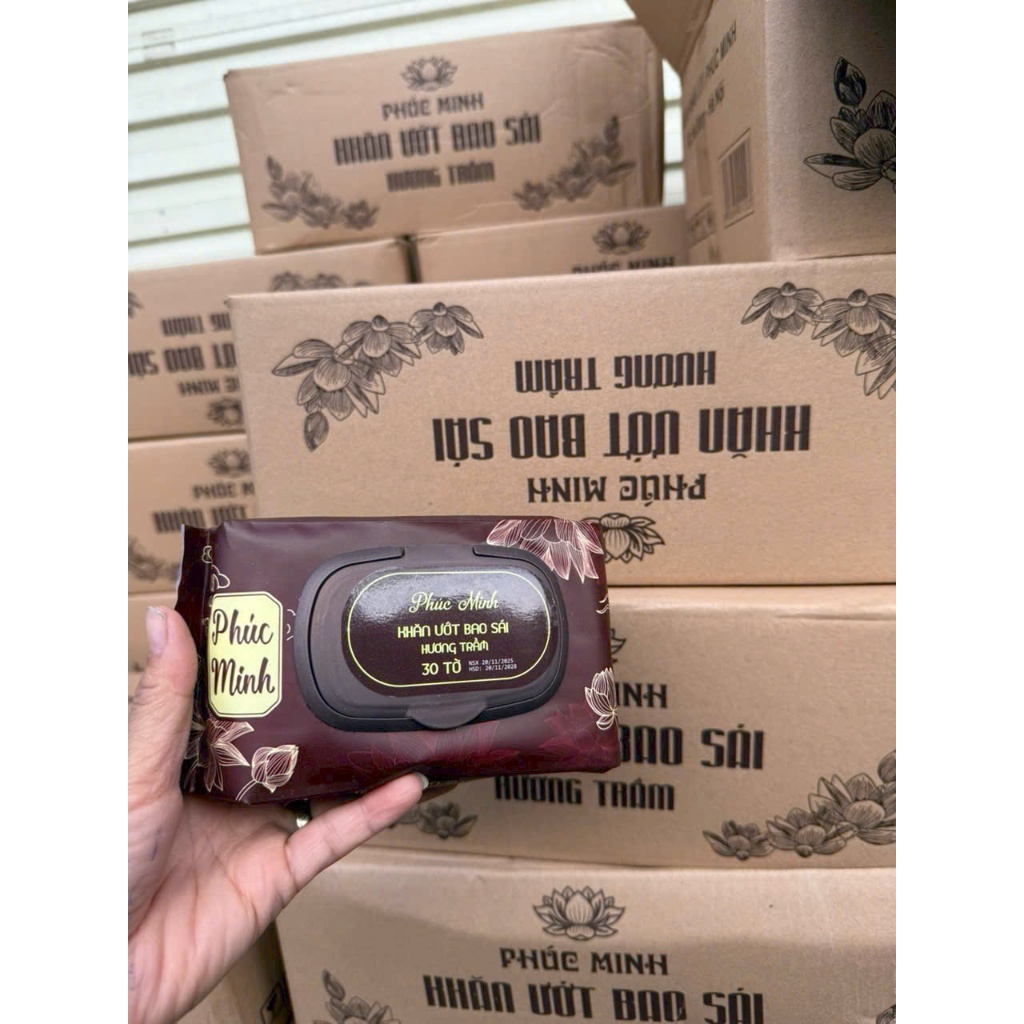 PHÚC MINH
KHĂN ƯỚT BAO SÁI
HƯƠNG TRẦM
PHÚC MINH
PHÚC MINH
KHĂN ƯỚT BAO SÁI
HƯƠNG TRẦM
Phúc
Minh
Phúc Minh
KHĂN ƯỚT BAO SÁI
HƯƠNG TRẦM
30 TỜ
NSX 20/11/2025
HSD: 20/11/2028
MINH
BAO SÁI
HƯƠNG TRẦM
PHÚC MINH
KHĂN ƯỚT BAO SÁI